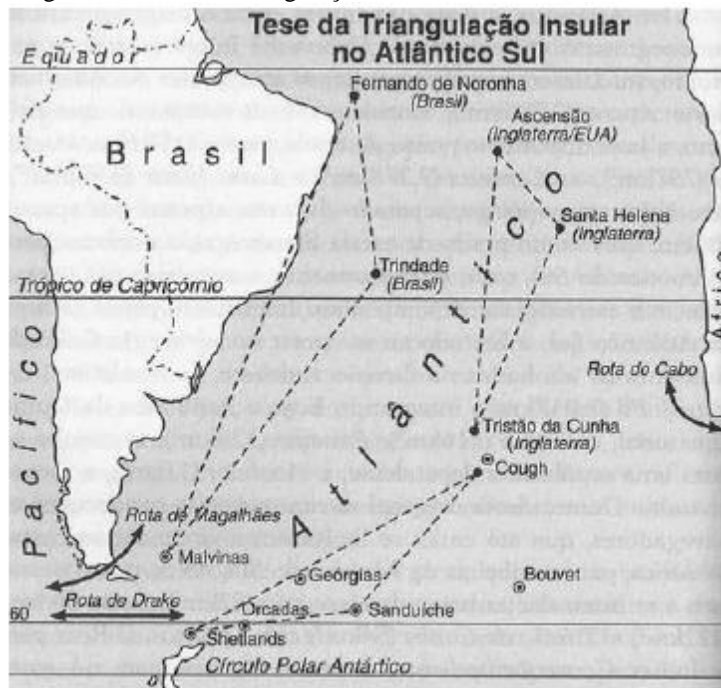 Tese da Triangulação Insular
no Atlântico Sul
Equador
Fernando de Noronha
(Brasil)
Ascensão
(Inglaterra/EUA)
Brasil
Santa Helena
(Inglaterra)
Trindade
(Brasil)
Trópico de Capricórnio
Pacífico
Atlântico
Rota do Cabo
Tristão da Cunha
(Inglaterra)
Cough
Rota de Magalhães
Malvinas
Geórgias
Bouvet
60
Rota de Drake
Orcadas
Sanduíche
Shetlands
Círculo Polar Antártico